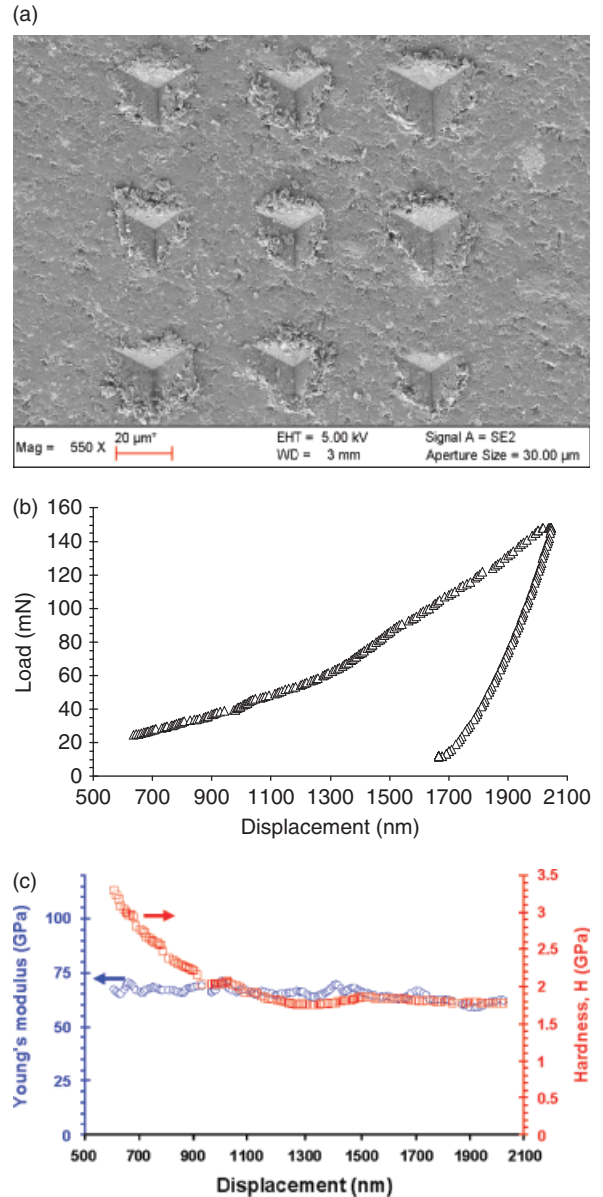 (a)
Mag = 550 X
20 µm*
EHT = 5.00 kV
WD = 3 mm
Signal A = SE2
Aperture Size = 30.00 µm
(b)
160
140
120
100
80
60
40
20
0
Load (mN)
500 700 900 1100 1300 1500 1700 1900 2100
Displacement (nm)
(c)
100
75
50
25
0
Young's modulus (GPa)
3.5
3
2.5
2
1.5
1
0.5
0
Hardness, H (GPa)
500 700 900 1100 1300 1500 1700 1900 2100
Displacement (nm)